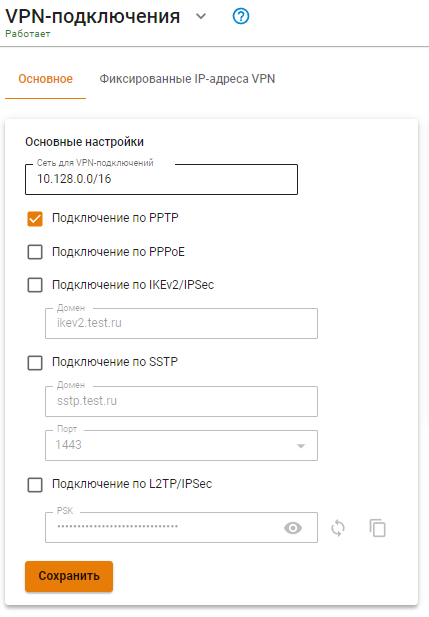 VPN-подключения
Работает
Основное Фиксированные IP-адреса VPN
Основные настройки
Сеть для VPN-подключений
10.128.0.0/16
Подключение по PPTP
Подключение по PPPoE
Подключение по IKEv2/IPSec
Домен
ikev2.test.ru
Подключение по SSTP
Домен
sstp.test.ru
Порт
1443
Подключение по L2TP/IPSec
PSK
Сохранить